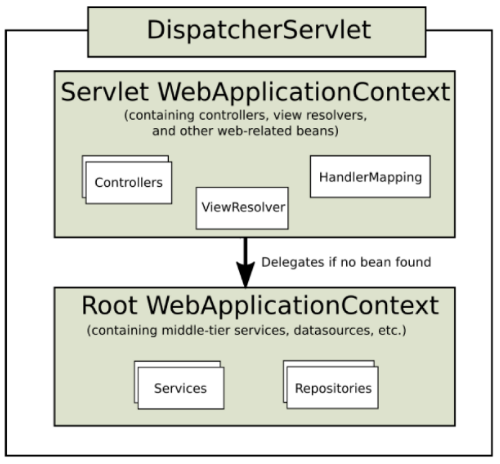 DispatcherServlet
Servlet WebApplicationContext
(containing controllers, view resolvers,
and other web-related beans)
Controllers
HandlerMapping
ViewResolver
Delegates if no bean found
Root WebApplicationContext
(containing middle-tier services, datasources, etc.)
Services
Repositories